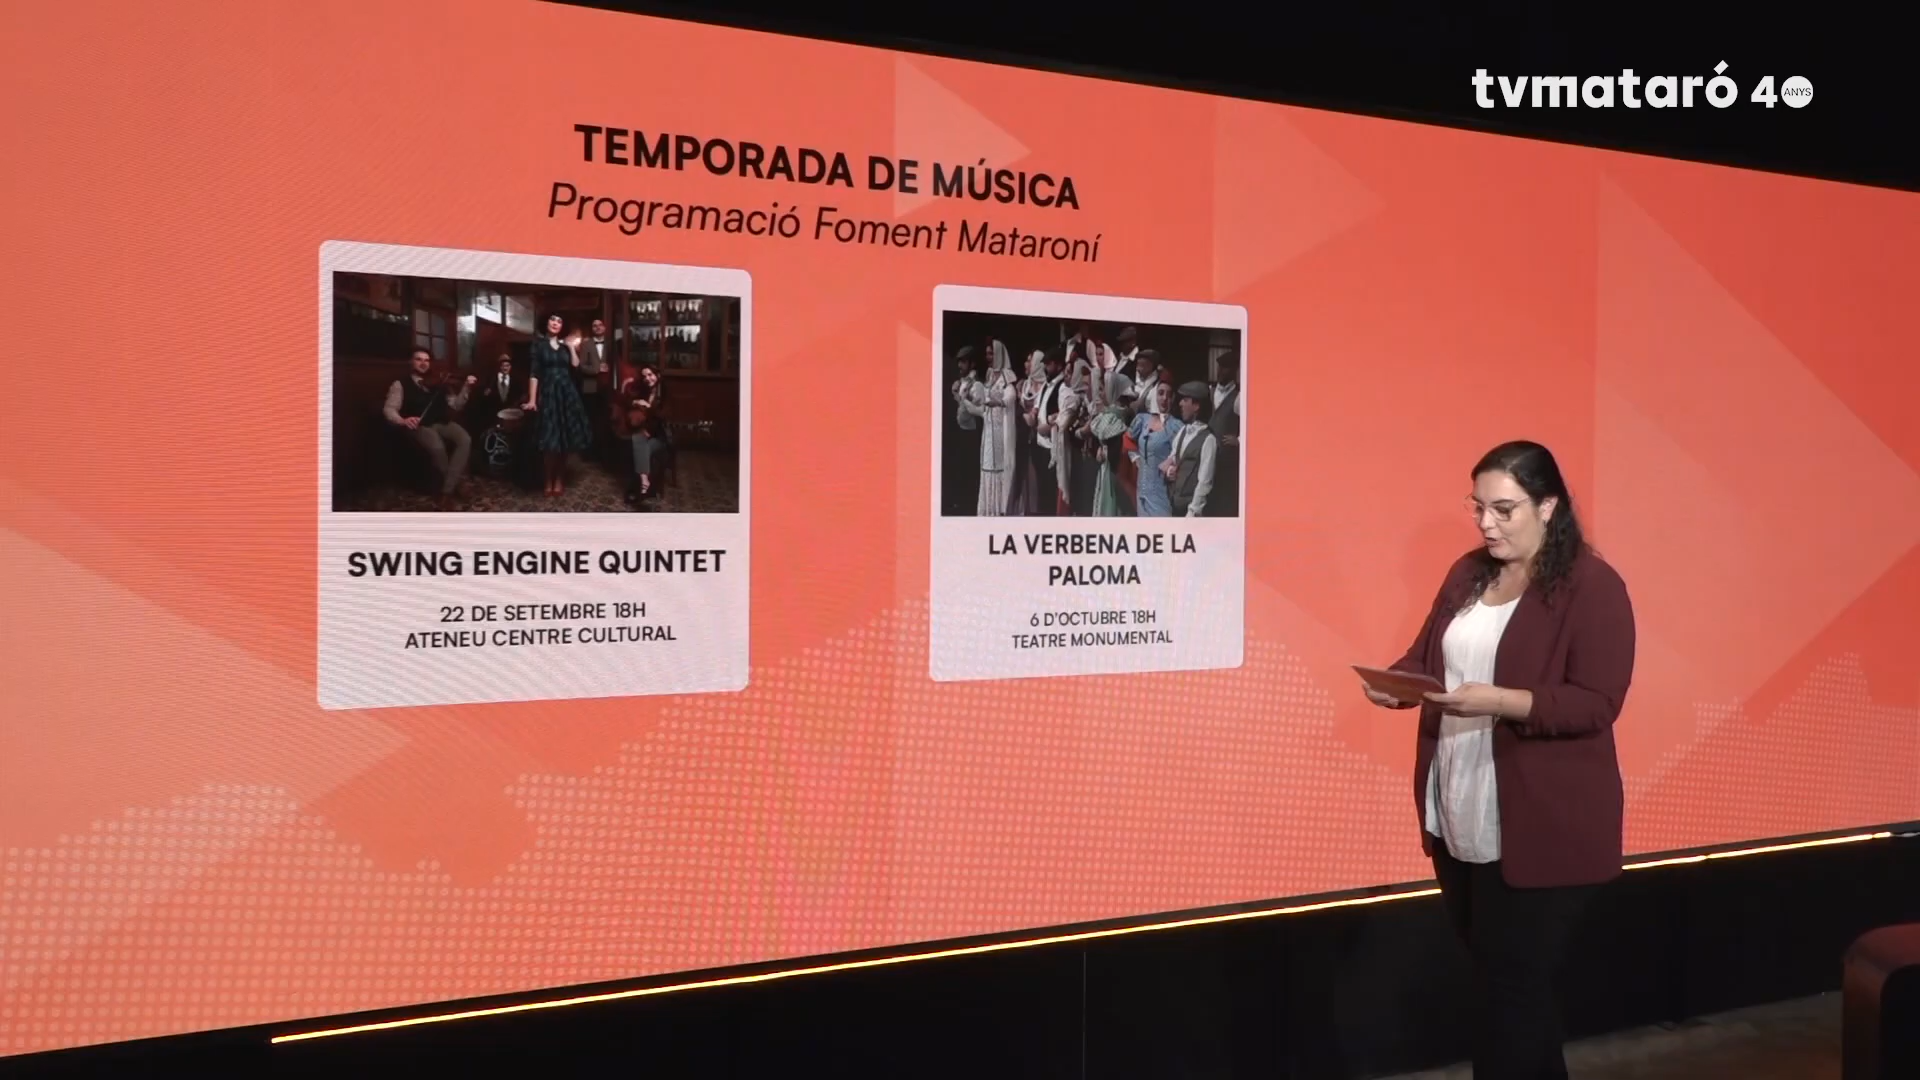 tvmataró 40
ANYS
TEMPORADA DE MÚSICA
Programació Foment Mataroní
SWING ENGINE QUINTET
22 DE SETEMBRE 18H
ATENEU CENTRE CULTURAL
LA VERBENA DE LA
PALOMA
6 D'OCTUBRE 18H
TEATRE MONUMENTAL